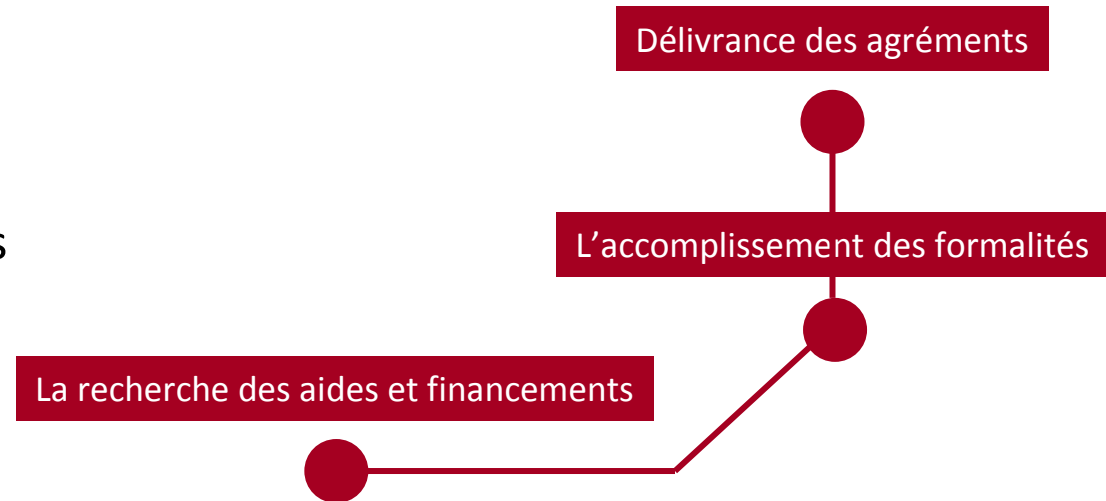 Délivrance des agréments
s
L’accomplissement des formalités
La recherche des aides et financements